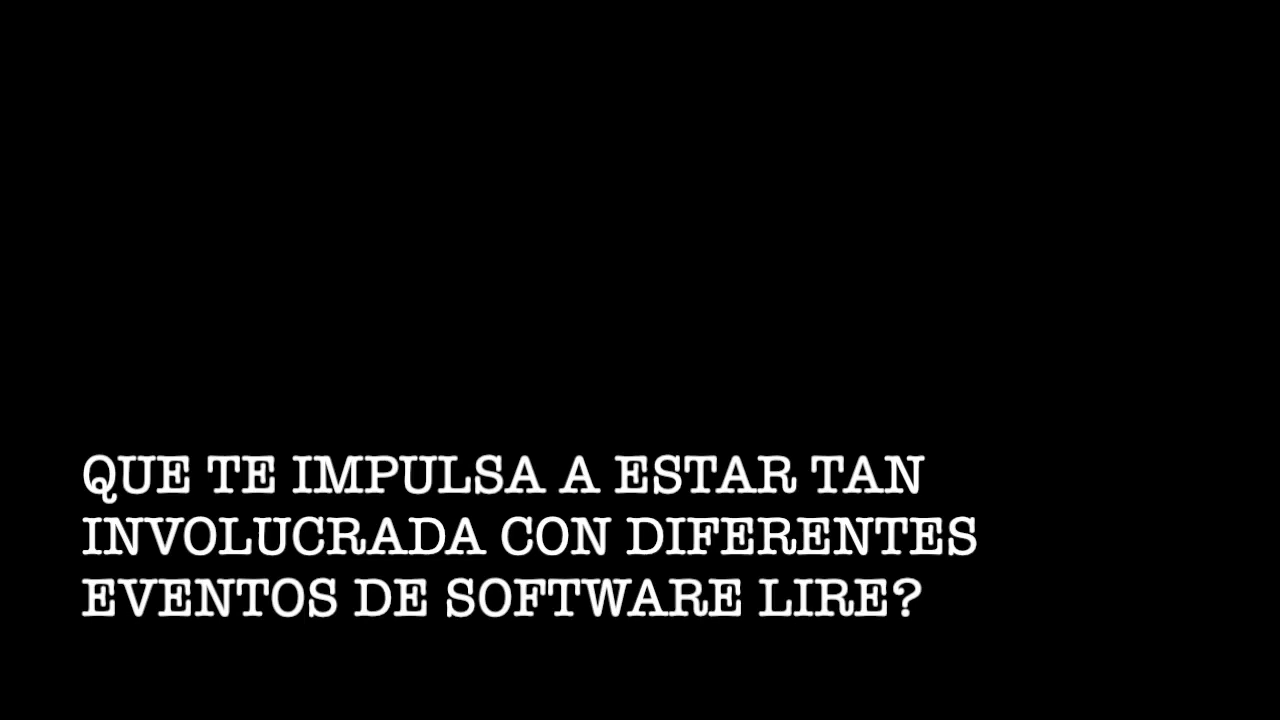 QUE TE IMPULSA A ESTAR TAN
INVOLUCRADA CON DIFERENTES
EVENTOS DE SOFTWARE LIRE?